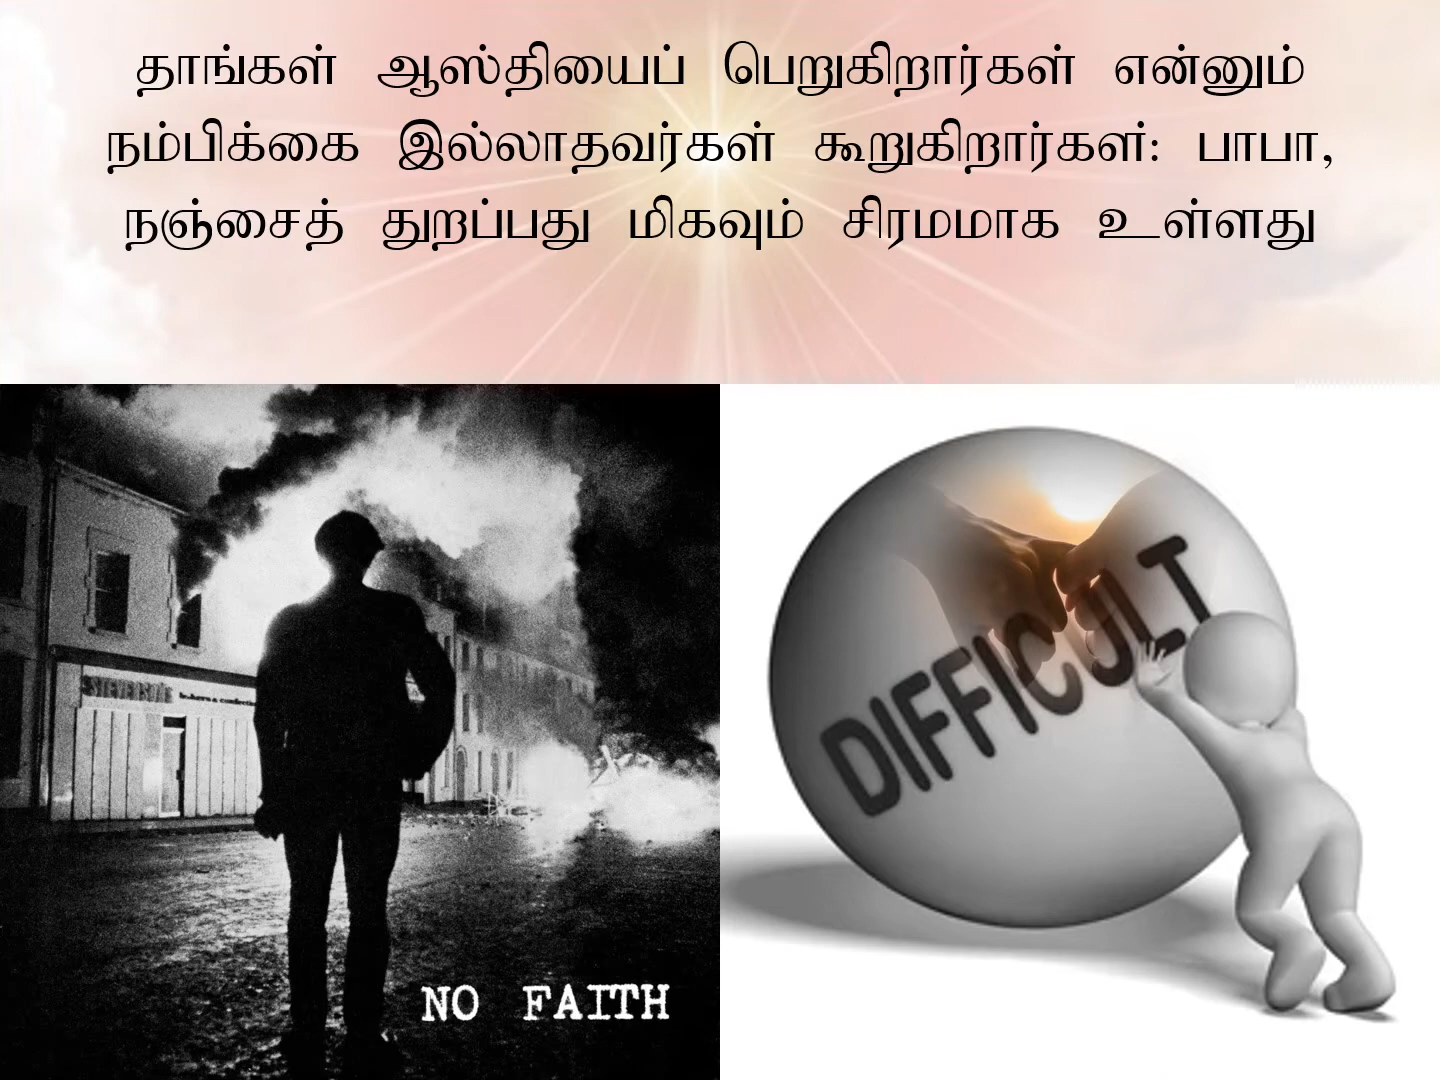 தாங்கள் ஆஸ்தியைப் பெறுகிறார்கள் என்னும்
நம்பிக்கை இல்லாதவர்கள் கூறுகிறார்கள்: பாபா,
நஞ்சைத் துறப்பது மிகவும் சிரமமாக உள்ளது
DIFFICULT
NO FAITH